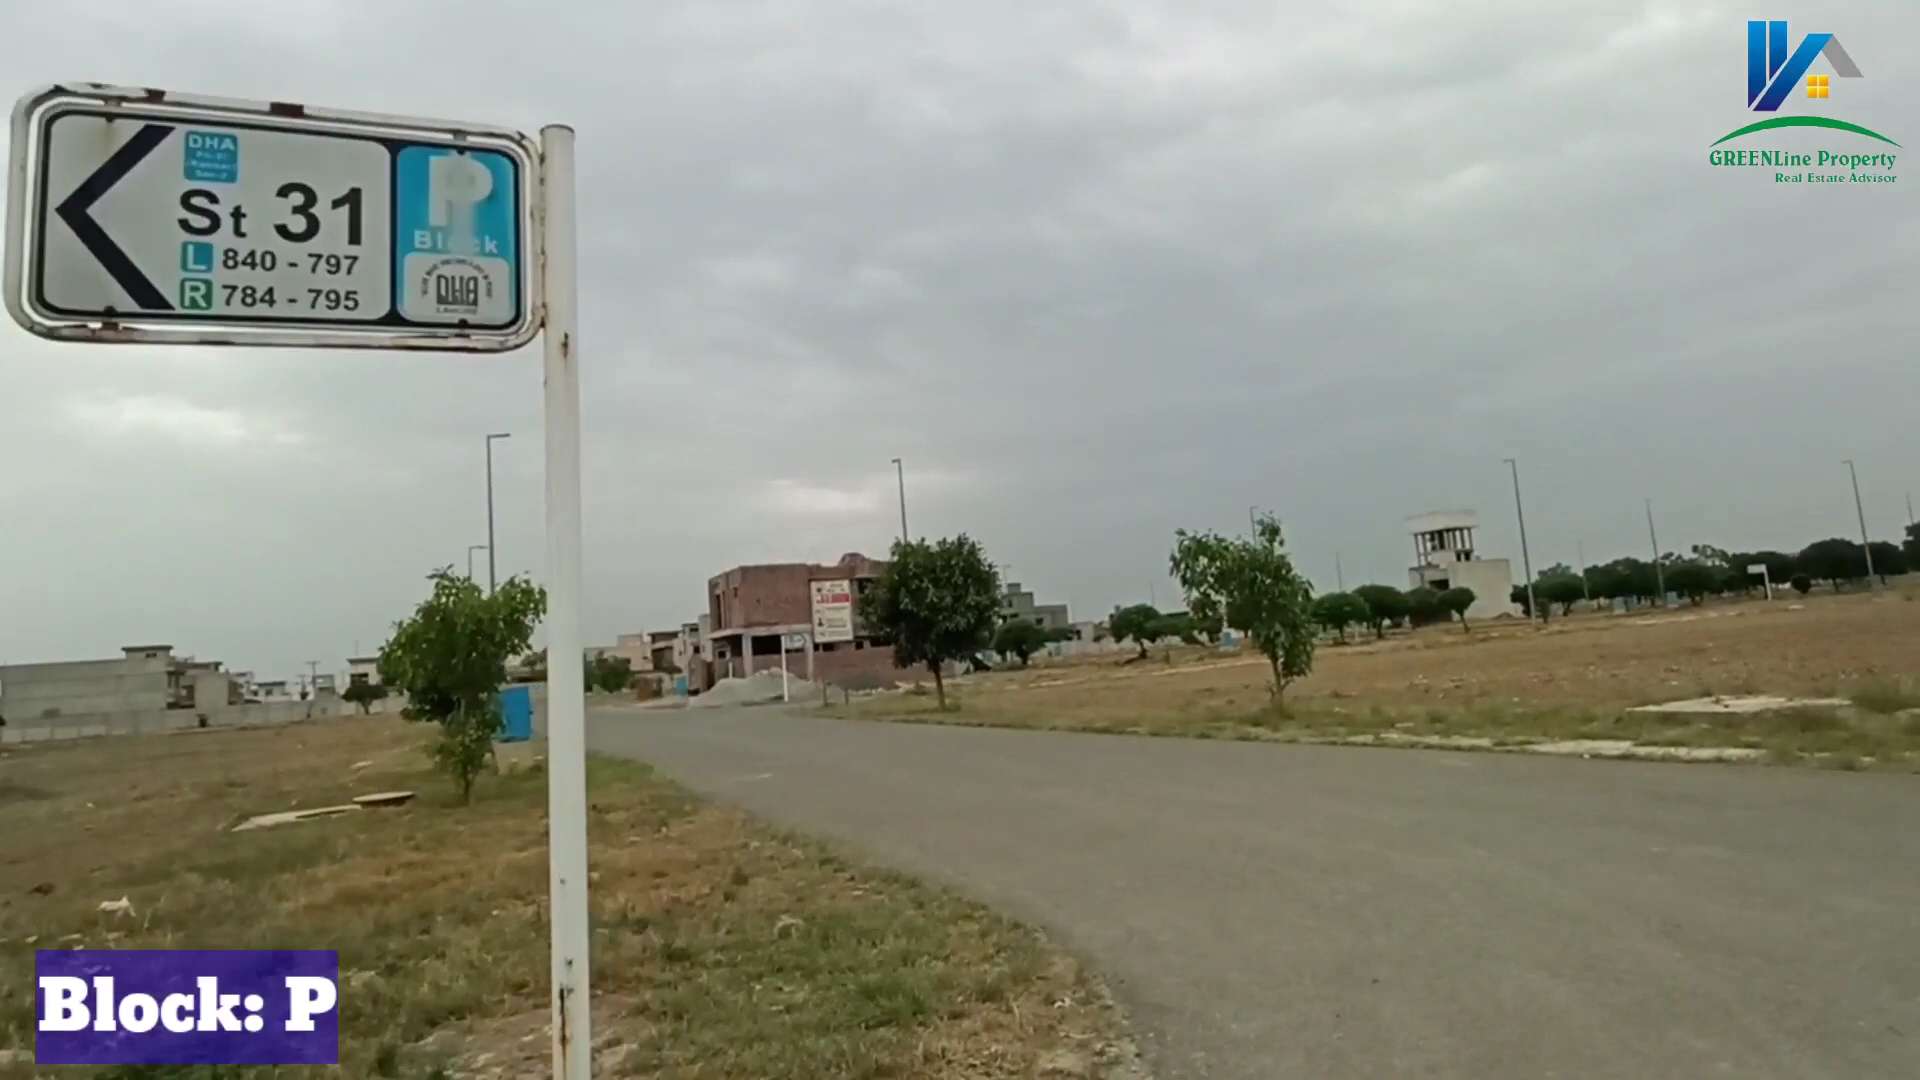 DHA
St 31
L 840 - 797
R 784 - 795
P
Block
DHA
GREENLine Property
Real Estate Advisor
Block: P